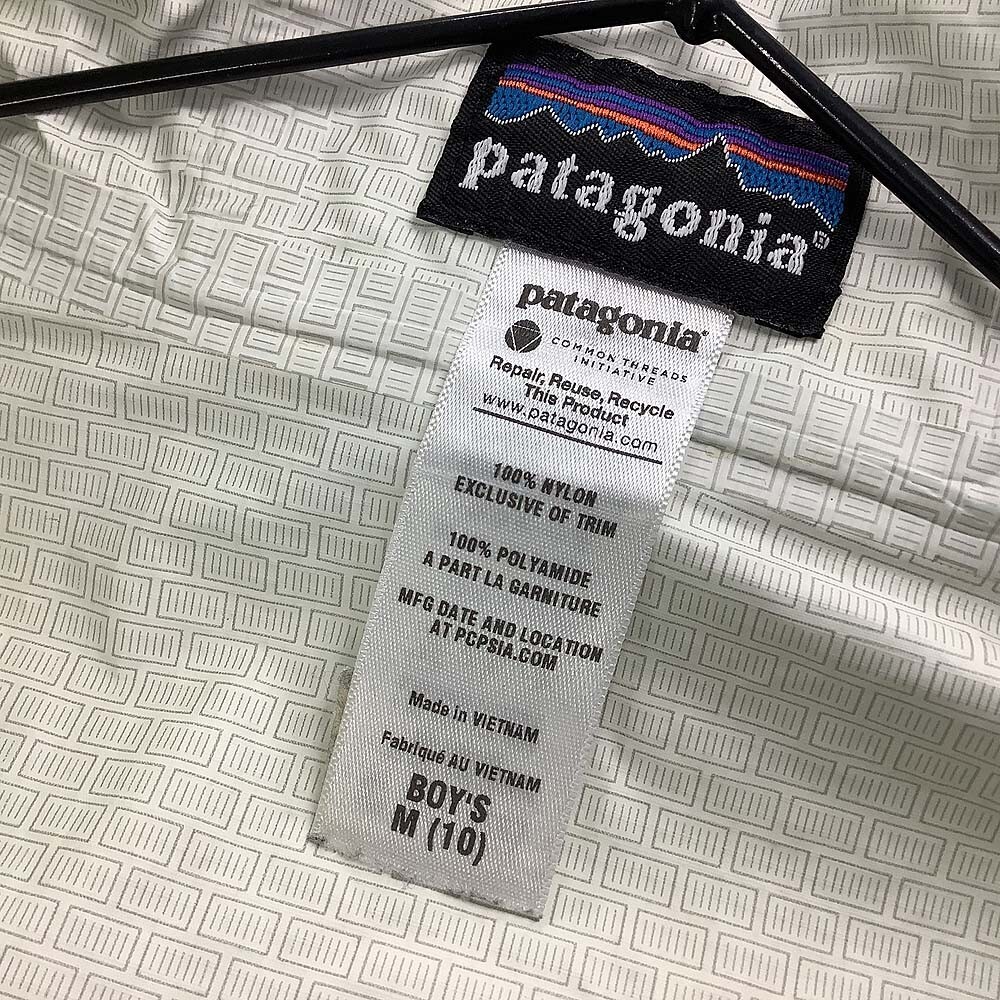 patagonia®
patagonia®
COMMON THREADS
INITIATIVE
Repair, Reuse, Recycle
This Product
www.patagonia.com
100% NYLON
EXCLUSIVE OF TRIM
100% POLYAMIDE
A PART LA GARNITURE
MFG DATE AND LOCATION
AT PCPSIA.COM
Made in VIETNAM
Fabriqué AU VIETNAM
BOY'S
M (10)